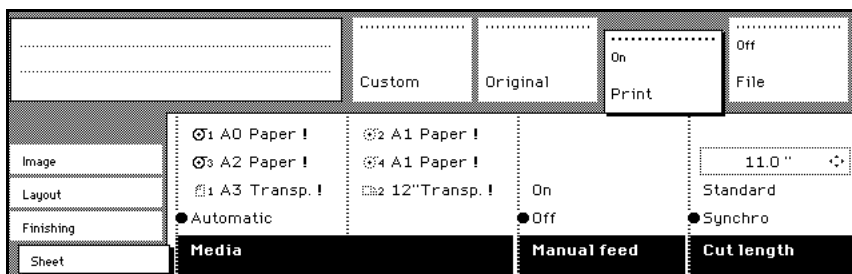 Custom
Original
On
Print
Off
File
Image
Layout
Finishing
Sheet
1 A0 Paper !
2 A1 Paper !
3 A2 Paper !
4 A1 Paper !
1 A3 Transp. !
2 12"Transp. !
Automatic
Media
On
Off
Manual feed
11.0 "
Standard
Synchro
Cut length